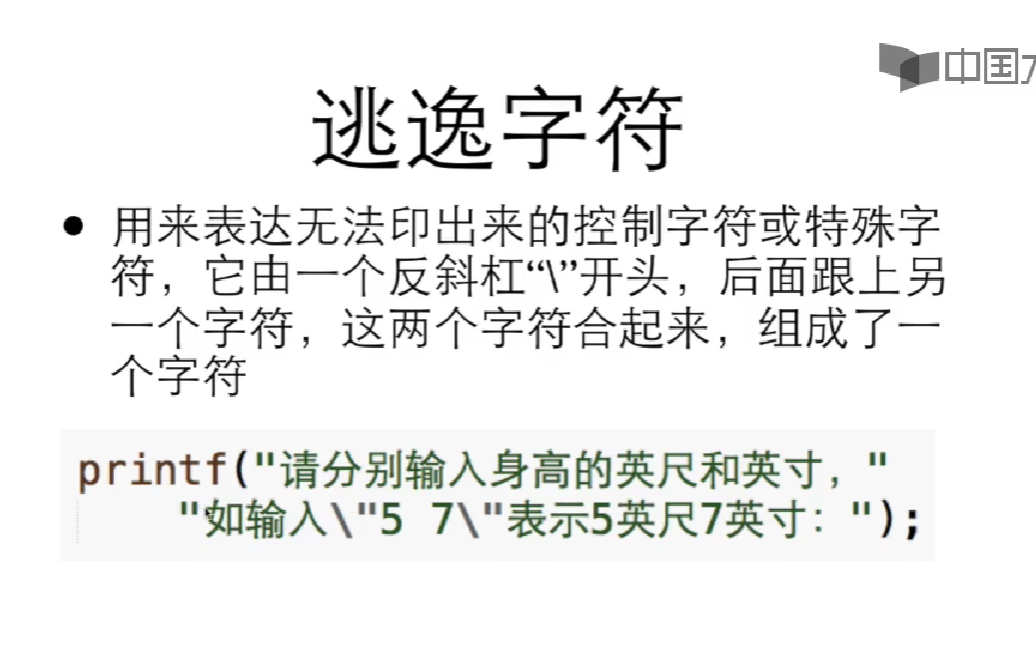 中国大
逃逸字符
• 用来表达无法印出来的控制字符或特殊字
符，它由一个反斜杠“\”开头，后面跟上另
一个字符，这两个字符合起来，组成了一
个字符
printf("请分别输入身高的英尺和英寸，"
"如输入\"5 7\"表示5英尺7英寸：");